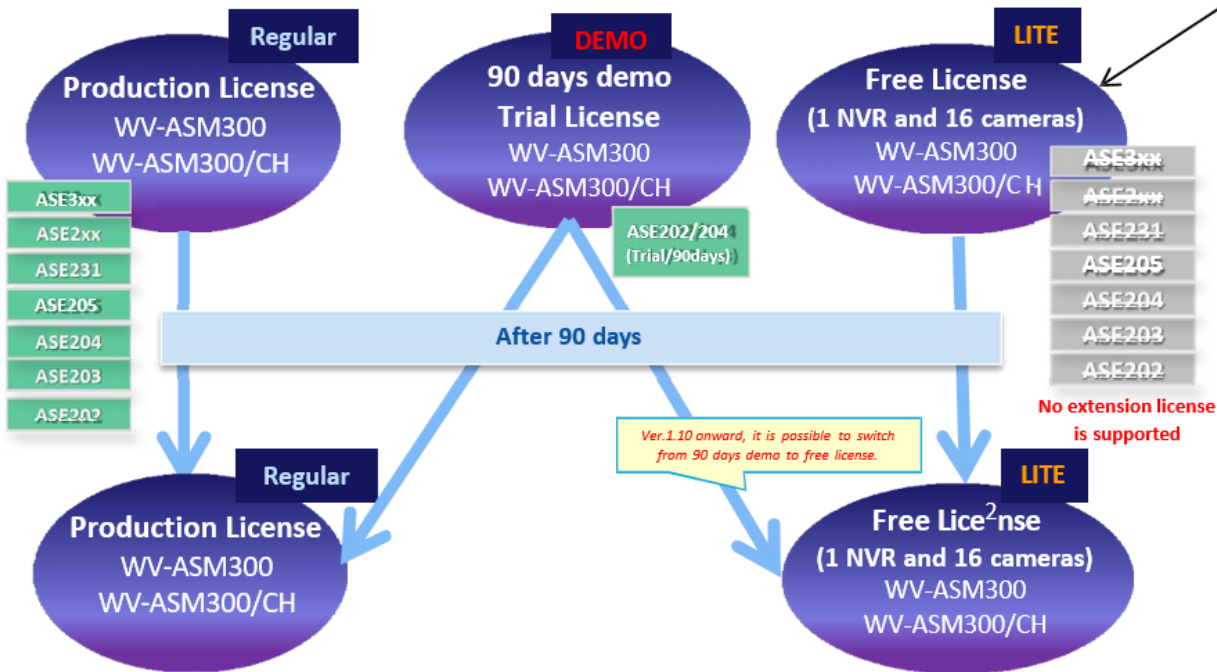 Regular
Production License
WV-ASM300
WV-ASM300/CH
ASE3xx
ASE2xx
ASE231
ASE205
ASE204
ASE203
ASE202
DEMO
90 days demo
Trial License
WV-ASM300
WV-ASM300/CH
ASE202/204
(Trial/90days)
LITE
Free License
(1 NVR and 16 cameras)
WV-ASM300
WV-ASM300/CH
ASE3xx
ASE2xx
ASE231
ASE205
ASE204
ASE203
ASE202
No extension license
is supported
After 90 days
Ver.1.10 onward, it is possible to switch
from 90 days demo to free license.
Regular
Production License
WV-ASM300
WV-ASM300/CH
LITE
Free Lice²nse
(1 NVR and 16 cameras)
WV-ASM300
WV-ASM300/CH